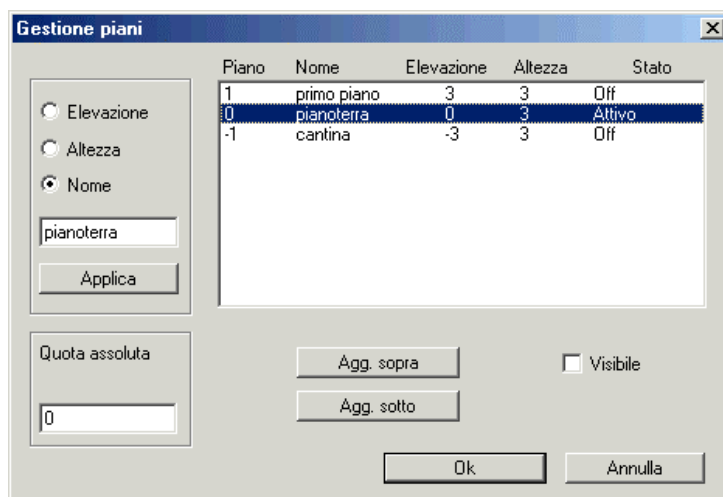 Gestione piani
Piano Nome Elevazione Altezza Stato
1 primo piano 3 3 Off
0 pianoterra 0 3 Attivo
-1 cantina -3 3 Off
Elevazione
Altezza
Nome
pianoterra
Applica
Quota assoluta
0
Agg. sopra
Agg. sotto
Visibile
Ok
Annulla